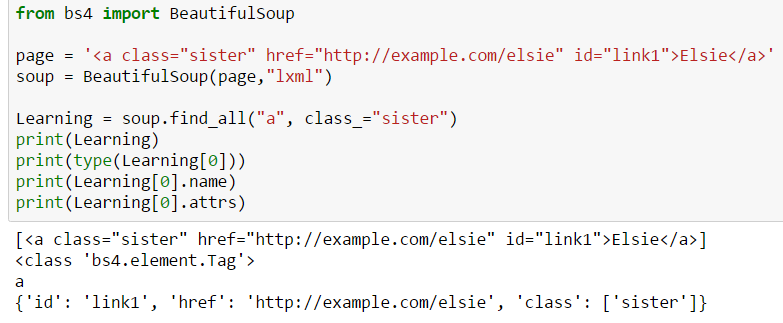 from bs4 import BeautifulSoup
page = '<a class="sister" href="http://example.com/elsie" id="link1">Elsie</a>'
soup = BeautifulSoup(page,"lxml")
Learning = soup.find_all("a", class_="sister")
print(Learning)
print(type(Learning[0]))
print(Learning[0].name)
print(Learning[0].attrs)
[<a class="sister" href="http://example.com/elsie" id="link1">Elsie</a>]
<class 'bs4.element.Tag'>
a
{'id': 'link1', 'href': 'http://example.com/elsie', 'class': ['sister']}